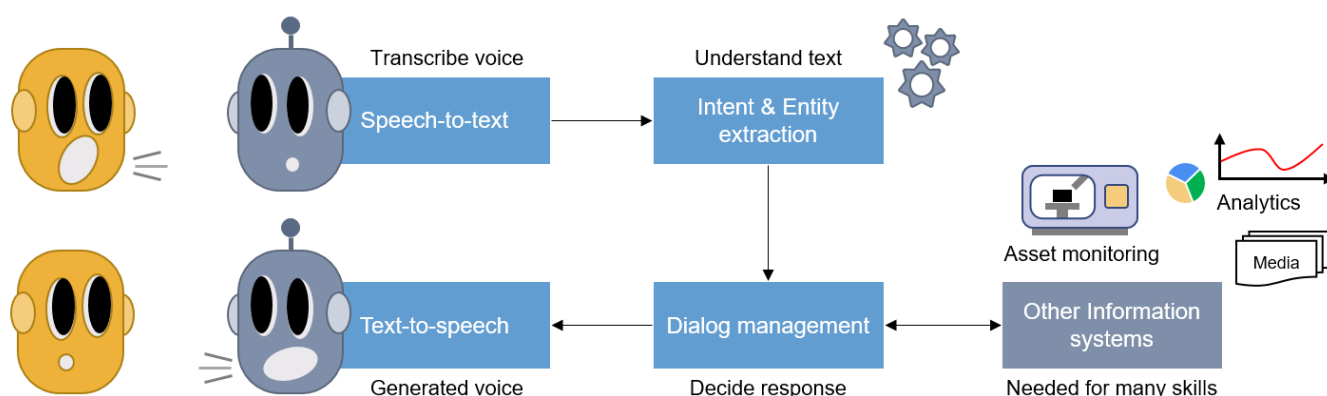 Transcribe voice
Speech-to-text
Understand text
Intent & Entity
extraction
Analytics
Asset monitoring
Media
Text-to-speech
Generated voice
Dialog management
Decide response
Other Information
systems
Needed for many skills